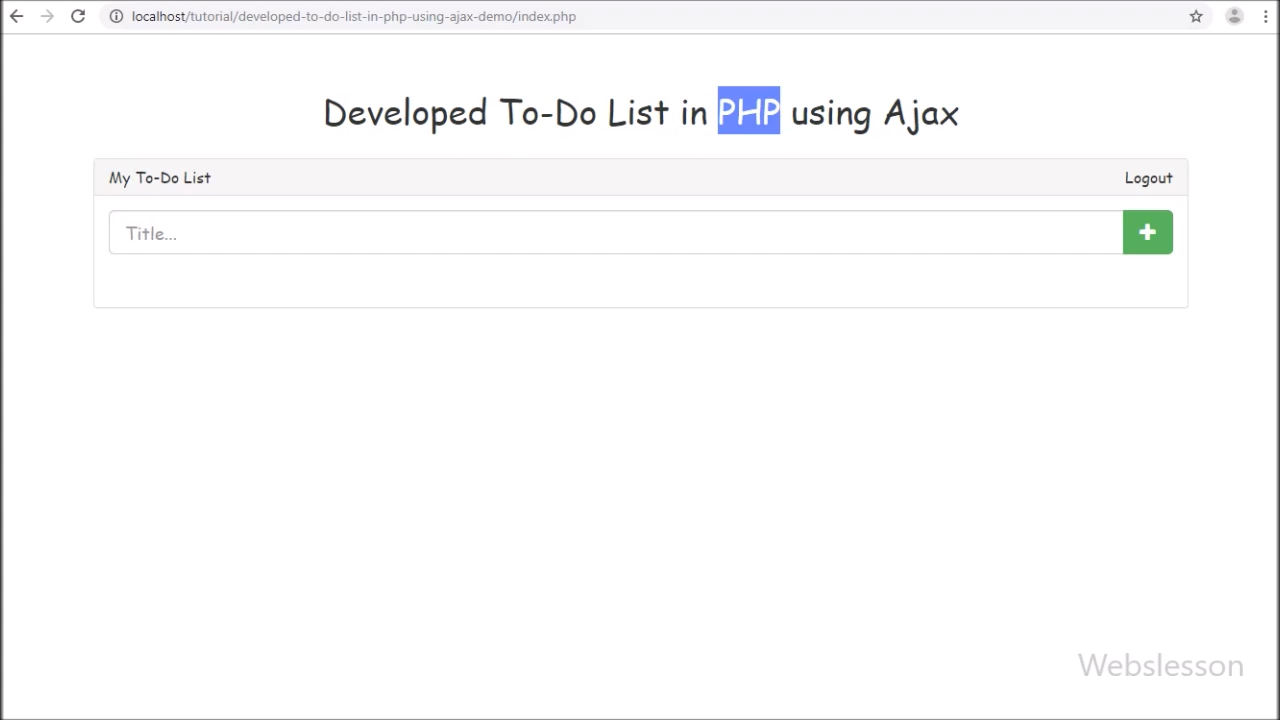 localhost/tutorial/developed-to-do-list-in-php-using-ajax-demo/index.php
Developed To-Do List in PHP using Ajax
My To-Do List Logout
Title...
Webslesson